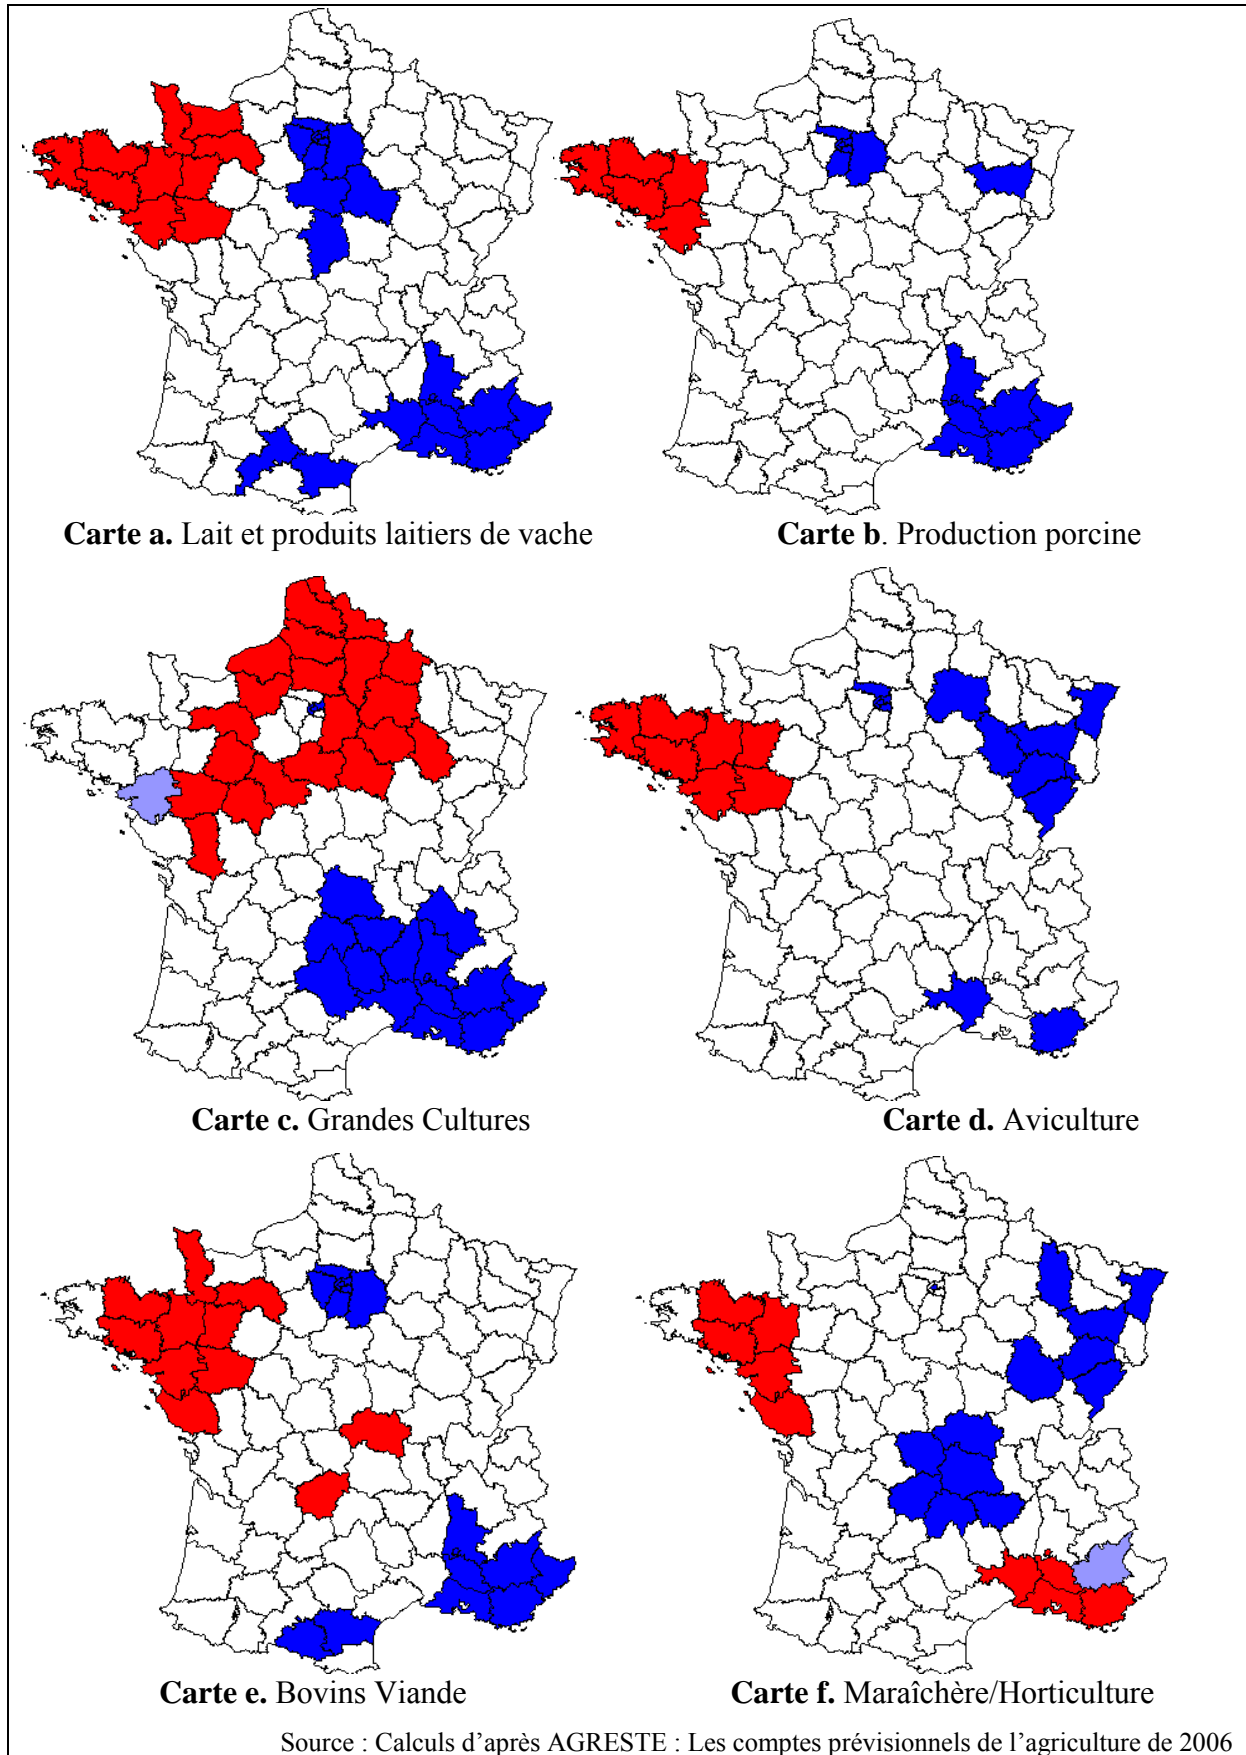 Carte a. Lait et produits laitiers de vache
Carte b. Production porcine
Carte c. Grandes Cultures
Carte d. Aviculture
Carte e. Bovins Viande
Carte f. Maraîchère/Horticulture
Source : Calculs d’après AGRESTE : Les comptes prévisionnels de l’agriculture de 2006